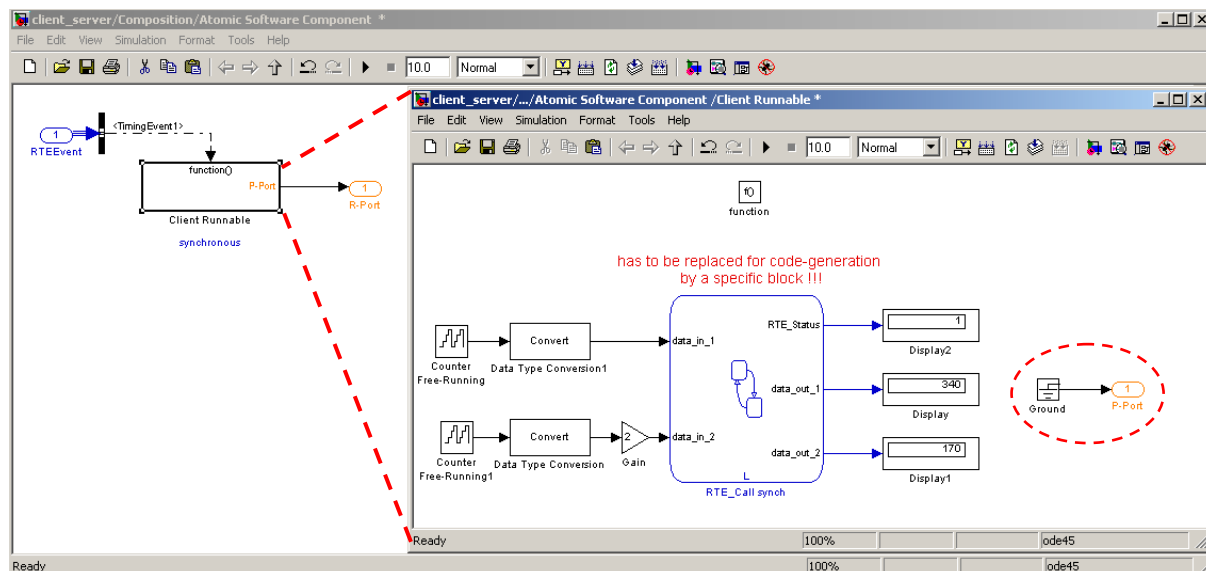 client_server/Composition/Atomic Software Component *
File Edit View Simulation Format Tools Help
10.0 Normal
<TimingEvent1>
1
RTEEvent
function()
P-Port
1
R-Port
Client Runnable
synchronous
Ready 100% ode45
client_server/.../Atomic Software Component /Client Runnable *
File Edit View Simulation Format Tools Help
10.0 Normal
f()
function
has to be replaced for code-generation
by a specific block !!!
Counter
Free-Running
Convert
Data Type Conversion1
data_in_1
RTE_Status
1
Display2
data_out_1
340
Display
Ground
1
P-Port
Counter
Free-Running1
Convert
Data Type Conversion
2
Gain
data_in_2
data_out_2
170
Display1
L
RTE_Call synch
Ready 100% ode45